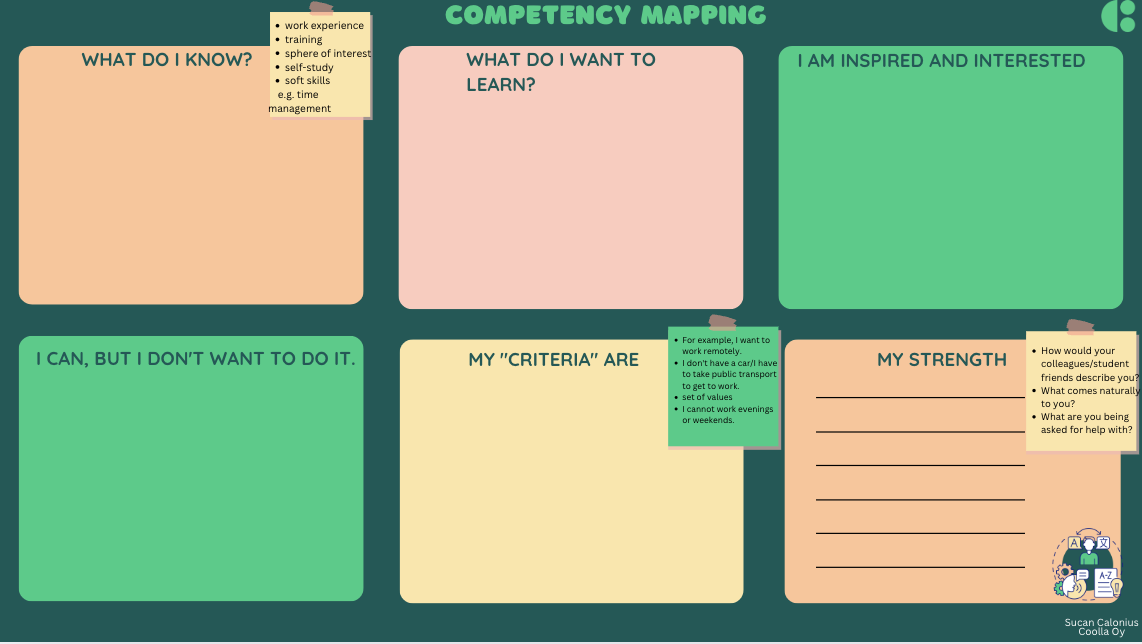 COMPETENCY MAPPING
WHAT DO I KNOW?
work experience
training
sphere of interest
self-study
soft skills
e.g. time
management
WHAT DO I WANT TO
LEARN?
I AM INSPIRED AND INTERESTED
I CAN, BUT I DON'T WANT TO DO IT.
MY "CRITERIA" ARE
For example, I want to
work remotely.
I don't have a car/I have
to take public transport
to get to work.
set of values
I cannot work evenings
or weekends.
MY STRENGTH
How would your
colleagues/student
friends describe you?
What comes naturally
to you?
What are you being
asked for help with?
A
文
A-Z
Sucan Calonius
Coolla Oy